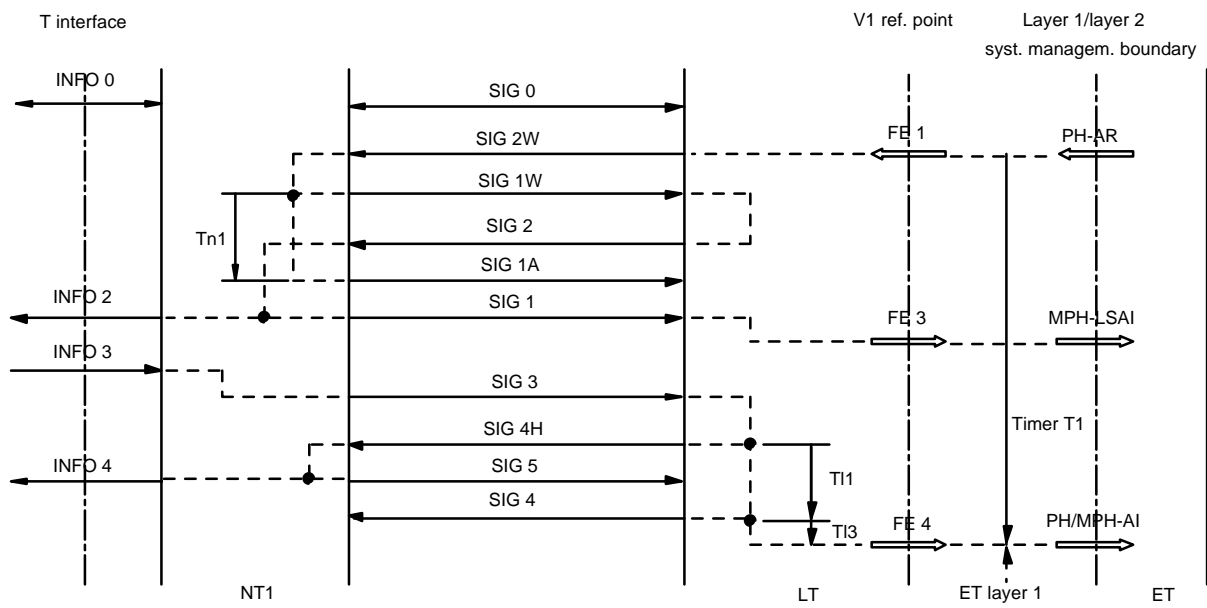 T interface
V1 ref. point
Layer 1/layer 2
syst. managem. boundary
INFO 0
SIG 0
SIG 2W
FE 1
PH-AR
SIG 1W
Tn1
SIG 2
SIG 1A
INFO 2
SIG 1
FE 3
MPH-LSAI
INFO 3
SIG 3
SIG 4H
Timer T1
INFO 4
SIG 5
Tl1
SIG 4
Tl3
FE 4
PH/MPH-AI
NT1
LT
ET layer 1
ET